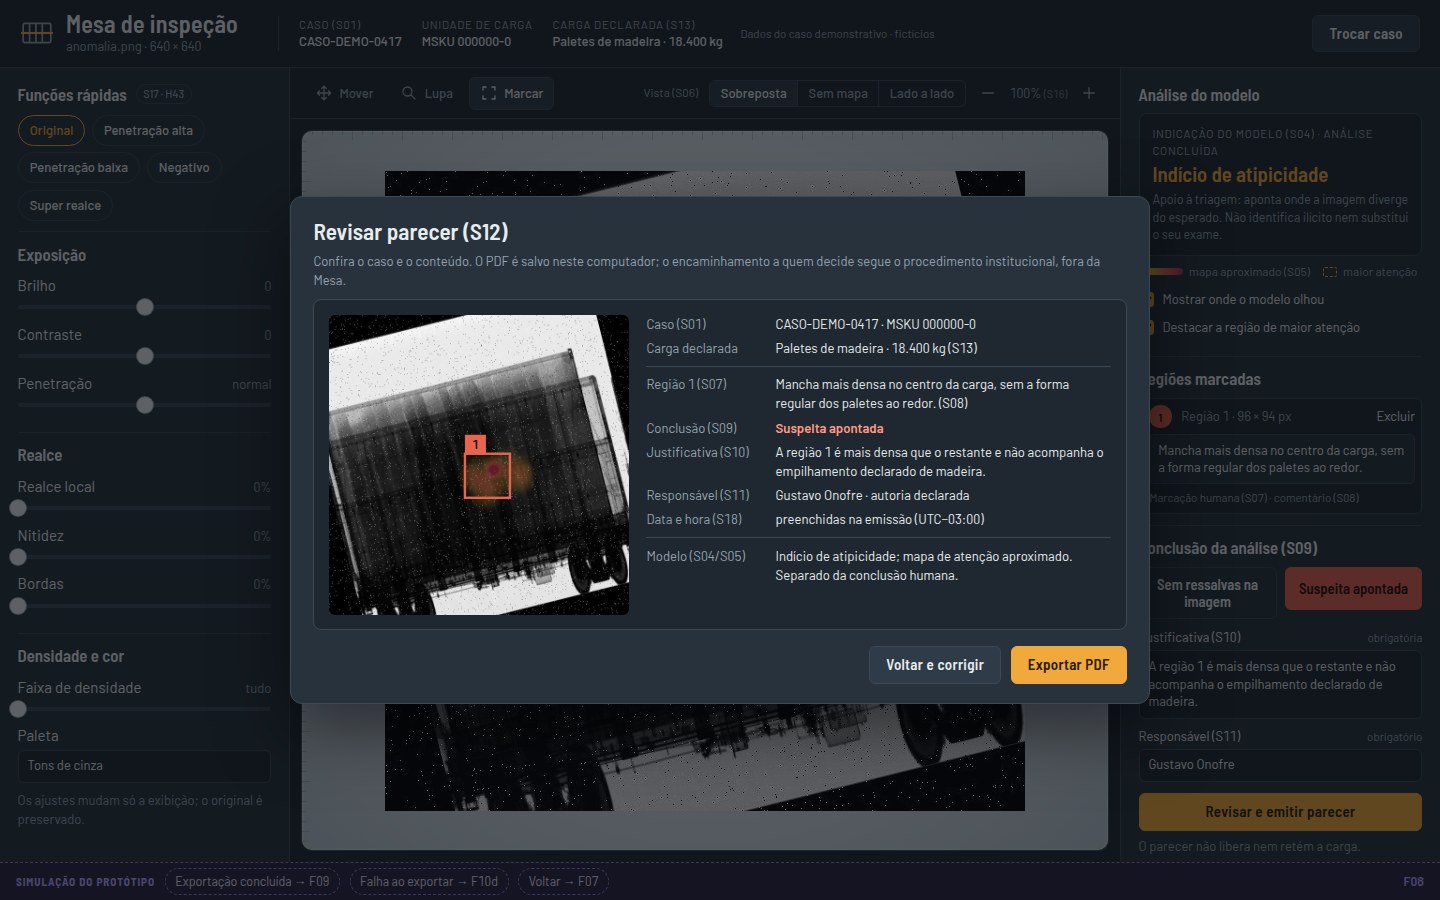 Mesa de inspeção
anomalia.png · 640 × 640
CASO (S01)
CASO-DEMO-0417
UNIDADE DE CARGA
MSKU 000000-0
CARGA DECLARADA (S13)
Paletes de madeira · 18.400 kg
Dados do caso demonstrativo · fictícios
Trocar caso
Funções rápidas
S17 · H43
Original
Penetração alta
Penetração baixa
Negativo
Super realce
Exposição
Brilho
0
Contraste
0
Penetração
normal
Realce
Realce local
0%
Nitidez
0%
Bordas
0%
Densidade e cor
Faixa de densidade
tudo
Paleta
Tons de cinza
Os ajustes mudam só a exibição; o original é
preservado.
Mover
Lupa
Marcar
Vista (S06)
Sobreposta
Sem mapa
Lado a lado
100% (S16)
Revisar parecer (S12)
Confira o caso e o conteúdo. O PDF é salvo neste computador; o encaminhamento a quem decide segue o procedimento institucional, fora da
Mesa.
1
Caso (S01)
CASO-DEMO-0417 · MSKU 000000-0
Carga declarada
Paletes de madeira · 18.400 kg (S13)
Região 1 (S07)
Mancha mais densa no centro da carga, sem a forma
regular dos paletes ao redor. (S08)
Conclusão (S09)
Suspeita apontada
Justificativa (S10)
A região 1 é mais densa que o restante e não acompanha o
empilhamento declarado de madeira.
Responsável (S11)
Gustavo Onofre · autoria declarada
Data e hora (S18)
preenchidas na emissão (UTC−03:00)
Modelo (S04/S05)
Indício de atipicidade; mapa de atenção aproximado.
Separado da conclusão humana.
Voltar e corrigir
Exportar PDF
Análise do modelo
INDICAÇÃO DO MODELO (S04) · ANÁLISE
CONCLUÍDA
Indício de atipicidade
Apoio à triagem: aponta onde a imagem diverge
do esperado. Não identifica ilícito nem substitui
o seu exame.
mapa aproximado (S05)
maior atenção
Mostrar onde o modelo olhou
Destacar a região de maior atenção
egiões marcadas
1
Região 1 · 96 × 94 px
Excluir
Mancha mais densa no centro da carga, sem
a forma regular dos paletes ao redor.
Marcação humana (S07) · comentário (S08)
onclusão da análise (S09)
Sem ressalvas na
imagem
Suspeita apontada
ustificativa (S10)
obrigatória
A região 1 é mais densa que o restante e não
acompanha o empilhamento declarado de
madeira.
Responsável (S11)
obrigatório
Gustavo Onofre
Revisar e emitir parecer
O parecer não libera nem retém a carga.
SIMULAÇÃO DO PROTÓTIPO
Exportação concluída → F09
Falha ao exportar → F10d
Voltar → F07
F08